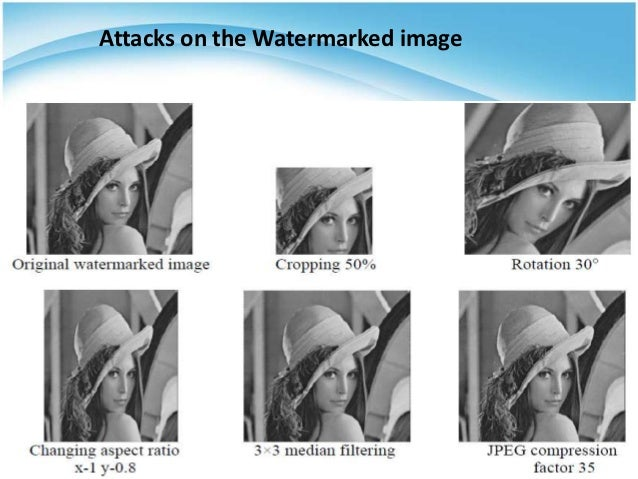 Attacks on the Watermarked image
Original watermarked image
Cropping 50%
Rotation 30°
Changing aspect ratio
x-1 y-0.8
3×3 median filtering
JPEG compression
factor 35